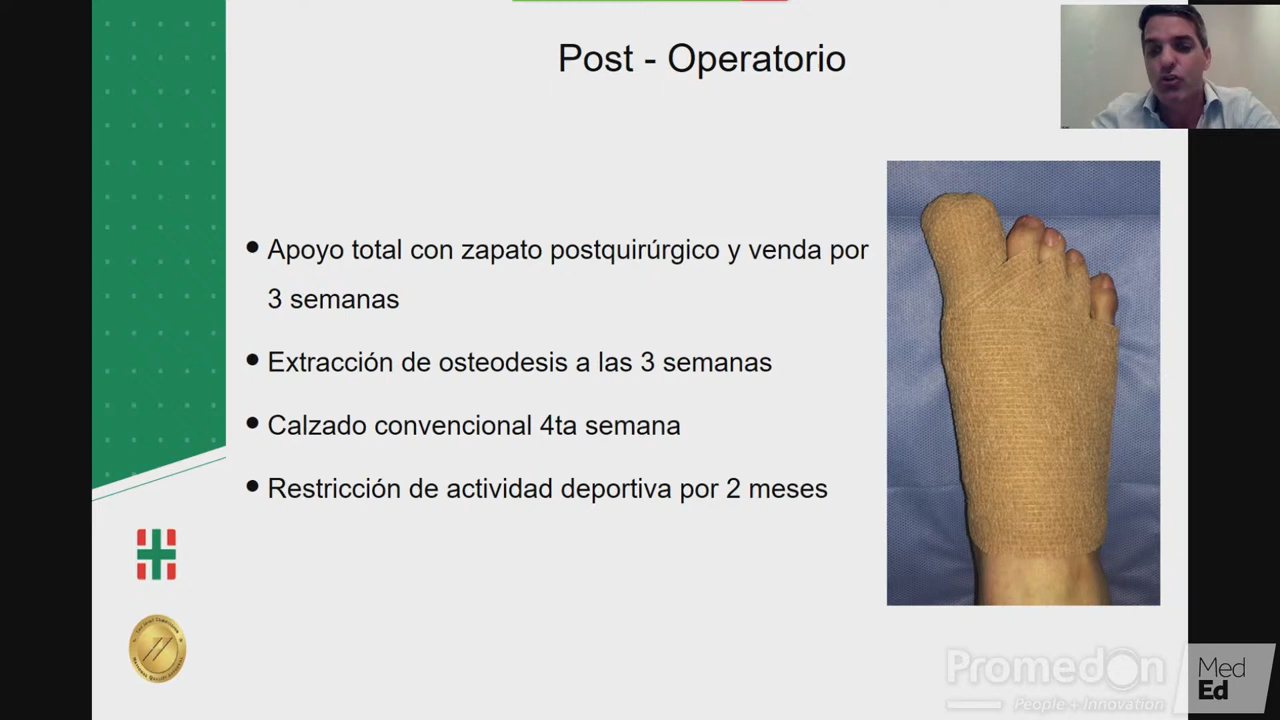 Post - Operatorio
● Apoyo total con zapato postquirúrgico y venda por
3 semanas
● Extracción de osteodesis a las 3 semanas
● Calzado convencional 4ta semana
● Restricción de actividad deportiva por 2 meses
Promedon
People + Innovation
Med
Ed